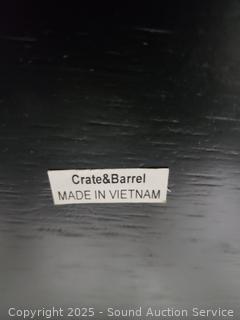 Crate&Barrel
MADE IN VIETNAM
Copyright 2025 - Sound Auction Service